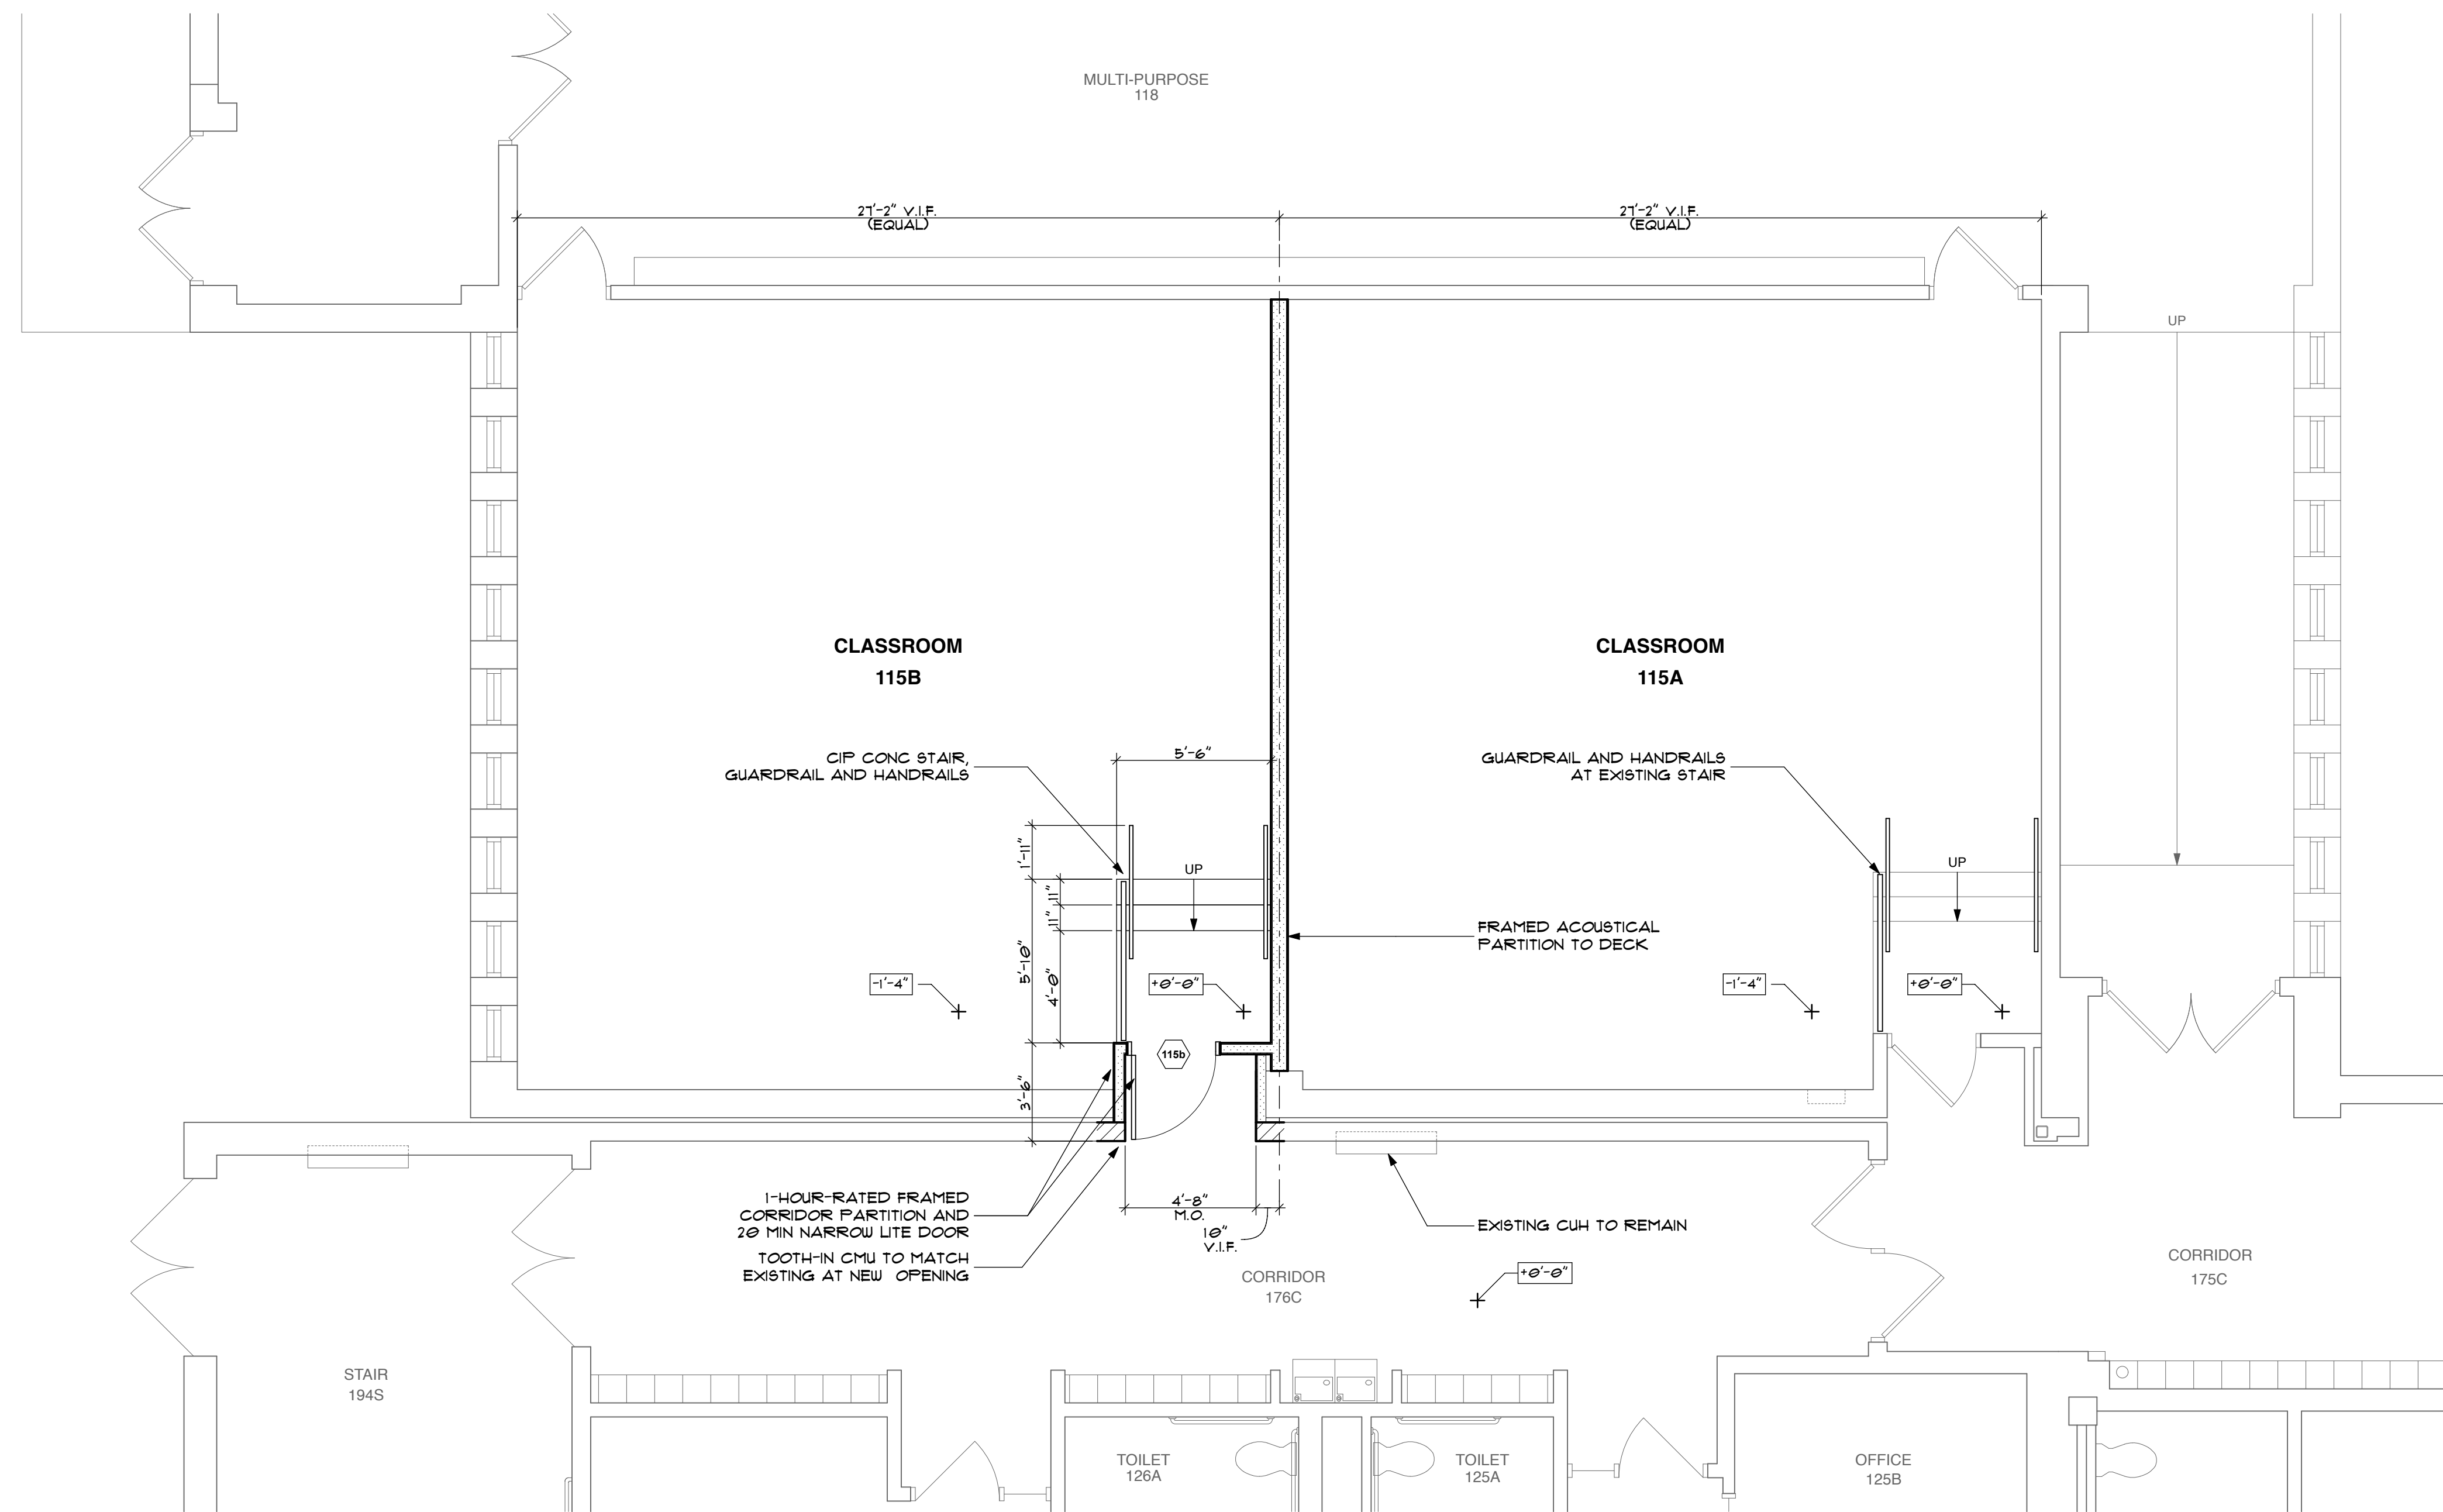 MULTI-PURPOSE
118
27'-2" V.I.F.
(EQUAL)
27'-2" V.I.F.
(EQUAL)
UP
CLASSROOM
115B
CLASSROOM
115A
CIP CONC STAIR,
GUARDRAIL AND HANDRAILS
5'-6"
GUARDRAIL AND HANDRAILS
AT EXISTING STAIR
1'-11"
UP
UP
11"
11"
5'-10"
4'-0"
FRAMED ACOUSTICAL
PARTITION TO DECK
-1'-4"
+0'-0"
-1'-4"
+0'-0"
115b
3'-6"
1-HOUR-RATED FRAMED
CORRIDOR PARTITION AND
20 MIN NARROW LITE DOOR
4'-8"
M.O.
10"
V.I.F.
EXISTING CUH TO REMAIN
TOOTH-IN CMU TO MATCH
EXISTING AT NEW OPENING
CORRIDOR
176C
+0'-0"
CORRIDOR
175C
STAIR
194S
TOILET
126A
TOILET
125A
OFFICE
125B